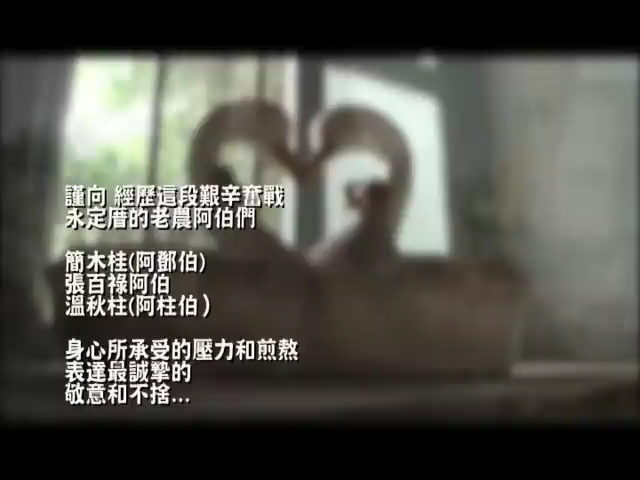 謹向 經歷這段艱辛奮戰
永定厝的老農阿伯們
簡木桂(阿鄧伯)
張百祿阿伯
溫秋柱(阿柱伯)
身心所承受的壓力和煎熬
表達最誠摯的
敬意和不捨...